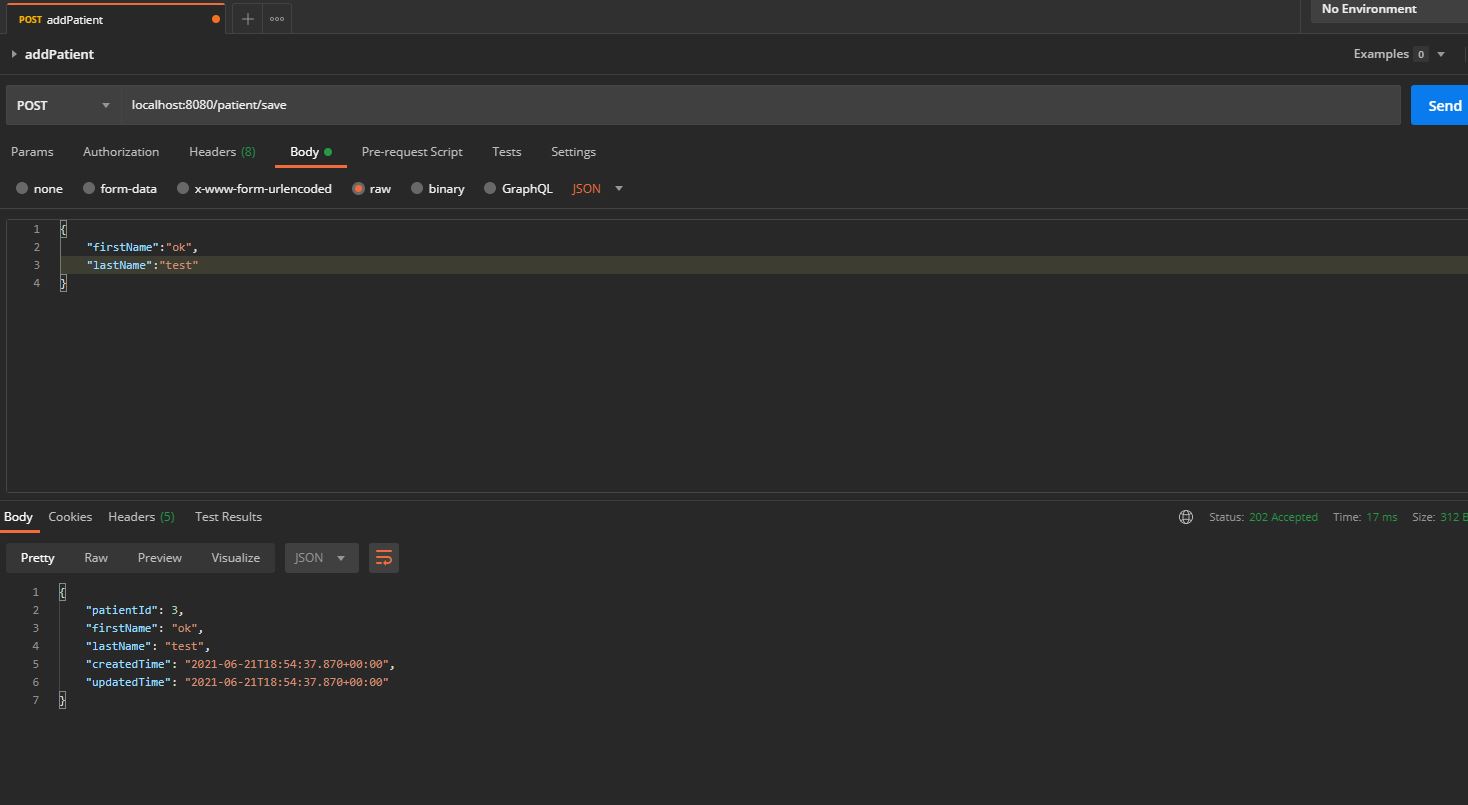 POST addPatient
No Environment
addPatient
Examples 0
POST localhost:8080/patient/save Send
Params Authorization Headers (8) Body Pre-request Script Tests Settings
none form-data x-www-form-urlencoded raw binary GraphQL JSON
1 {
2 "firstName":"ok",
3 "lastName":"test"
4 }
Body Cookies Headers (5) Test Results Status: 202 Accepted Time: 17 ms Size: 312 B
Pretty Raw Preview Visualize JSON
1 {
2 "patientId": 3,
3 "firstName": "ok",
4 "lastName": "test",
5 "createdTime": "2021-06-21T18:54:37.870+00:00",
6 "updatedTime": "2021-06-21T18:54:37.870+00:00"
7 }